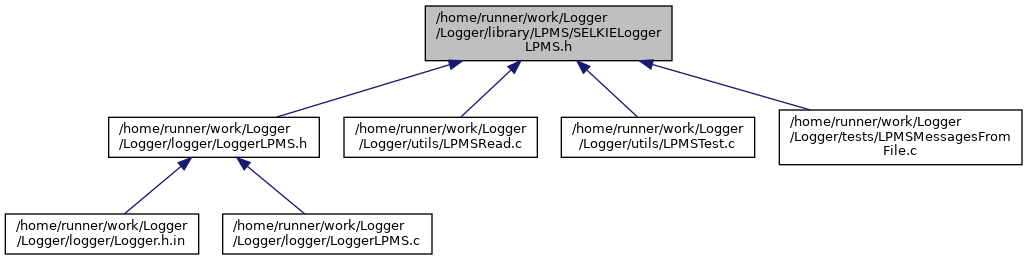 /home/runner/work/Logger
/Logger/library/LPMS/SELKIELogger
LPMS.h
/home/runner/work/Logger
/Logger/logger/LoggerLPMS.h
/home/runner/work/Logger
/Logger/utils/LPMSRead.c
/home/runner/work/Logger
/Logger/utils/LPMSTest.c
/home/runner/work/Logger
/Logger/tests/LPMSMessagesFrom
File.c
/home/runner/work/Logger
/Logger/logger/Logger.h.in
/home/runner/work/Logger
/Logger/logger/LoggerLPMS.c